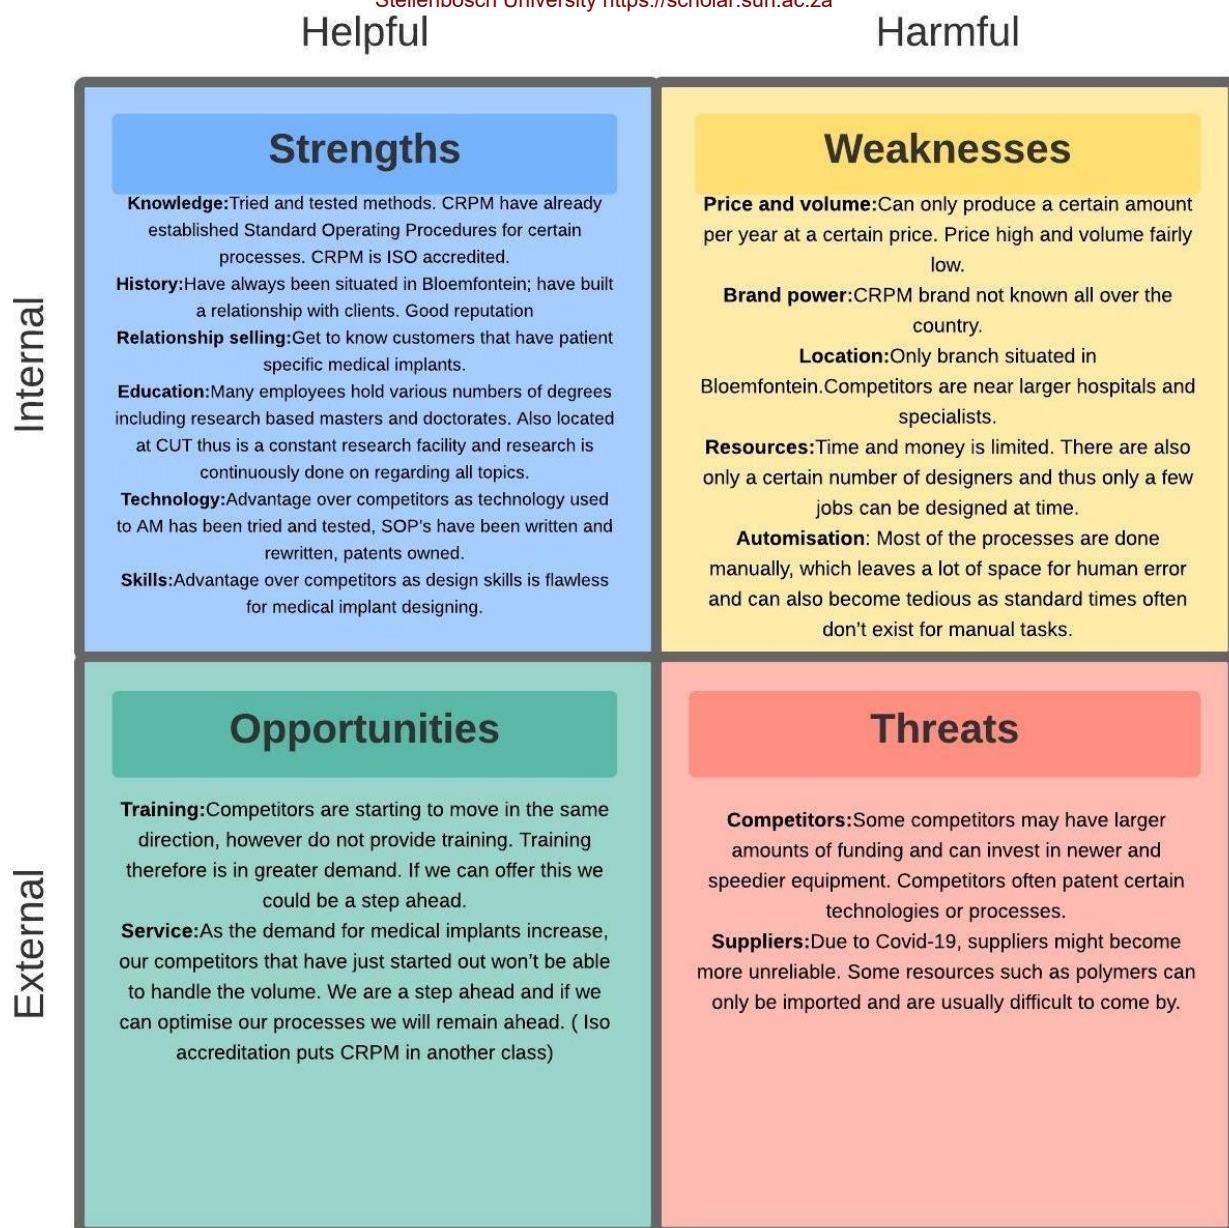 Stellenbosch University https://scholar.sun.ac.za
Helpful
Harmful
Internal
Strengths
Knowledge:Tried and tested methods. CRPM have already
established Standard Operating Procedures for certain
processes. CRPM is ISO accredited.
History:Have always been situated in Bloemfontein; have built
a relationship with clients. Good reputation
Relationship selling:Get to know customers that have patient
specific medical implants.
Education:Many employees hold various numbers of degrees
including research based masters and doctorates. Also located
at CUT thus is a constant research facility and research is
continuously done on regarding all topics.
Technology:Advantage over competitors as technology used
to AM has been tried and tested, SOP's have been written and
rewritten, patents owned.
Skills:Advantage over competitors as design skills is flawless
for medical implant designing.
Weaknesses
Price and volume:Can only produce a certain amount
per year at a certain price. Price high and volume fairly
low.
Brand power:CRPM brand not known all over the
country.
Location:Only branch situated in
Bloemfontein.Competitors are near larger hospitals and
specialists.
Resources:Time and money is limited. There are also
only a certain number of designers and thus only a few
jobs can be designed at time.
Automisation: Most of the processes are done
manually, which leaves a lot of space for human error
and can also become tedious as standard times often
don't exist for manual tasks.
External
Opportunities
Training:Competitors are starting to move in the same
direction, however do not provide training. Training
therefore is in greater demand. If we can offer this we
could be a step ahead.
Service:As the demand for medical implants increase,
our competitors that have just started out won't be able
to handle the volume. We are a step ahead and if we
can optimise our processes we will remain ahead. ( Iso
accreditation puts CRPM in another class)
Threats
Competitors:Some competitors may have larger
amounts of funding and can invest in newer and
speedier equipment. Competitors often patent certain
technologies or processes.
Suppliers:Due to Covid-19, suppliers might become
more unreliable. Some resources such as polymers can
only be imported and are usually difficult to come by.